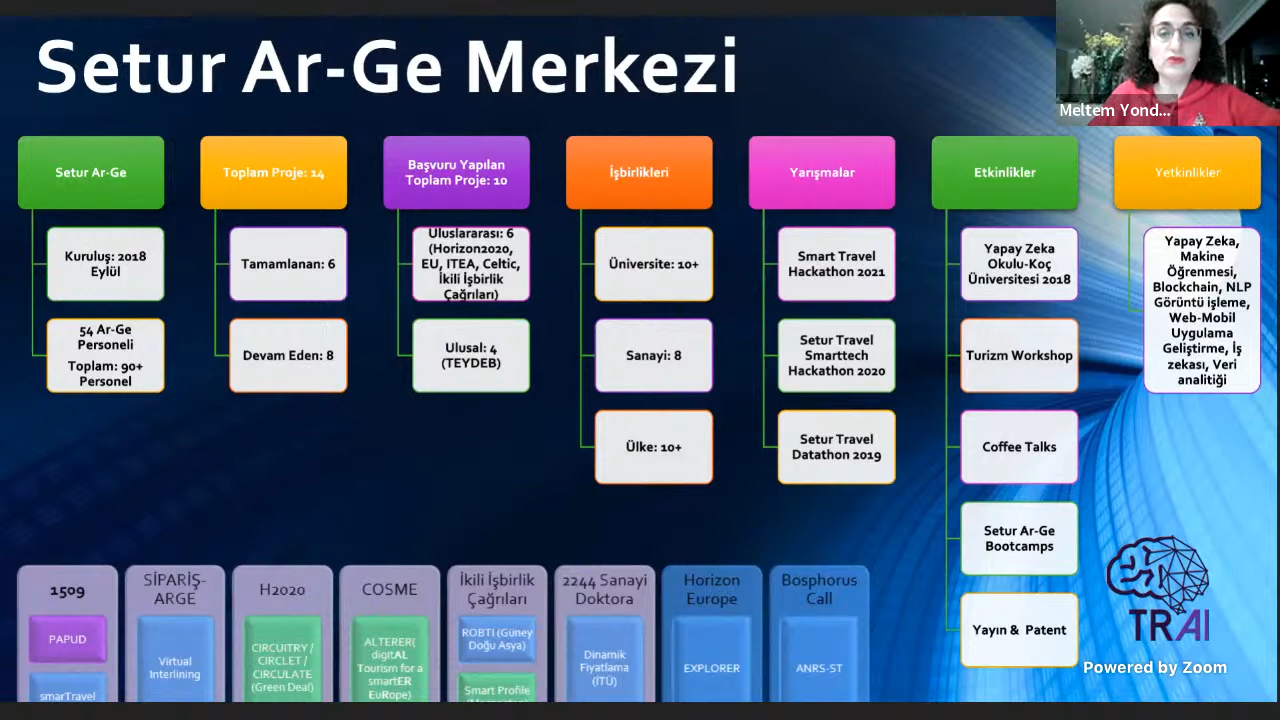 Setur Ar-Ge Merkezi
Meltem Yond...
Setur Ar-Ge
Kuruluş: 2018
Eylül
54 Ar-Ge
Personeli
Toplam: 90+
Personel
Toplam Proje: 14
Tamamlanan: 6
Devam Eden: 8
Başvuru Yapılan
Toplam Proje: 10
Uluslararası: 6
(Horizon2020,
EU, ITEA, Celtic,
İkili İşbirlik
Çağrıları)
Ulusal: 4
(TEYDEB)
İşbirlikleri
Üniversite: 10+
Sanayi: 8
Ülke: 10+
Yarışmalar
Smart Travel
Hackathon 2021
Setur Travel
Smarttech
Hackathon 2020
Setur Travel
Datathon 2019
Etkinlikler
Yapay Zeka
Okulu-Koç
Üniversitesi 2018
Turizm Workshop
Coffee Talks
Setur Ar-Ge
Bootcamps
Yayın & Patent
Yetkinlikler
Yapay Zeka,
Makine
Öğrenmesi,
Blockchain, NLP
Görüntü işleme,
Web-Mobil
Uygulama
Geliştirme, İş
zekası, Veri
analitiği
1509
PAPUD
smarTravel
SİPARİŞ-
ARGE
Virtual
Interlining
H2020
CIRCUITRY /
CIRCLET /
CIRCULATE
(Green Deal)
COSME
ALTERER(
digitAL
Tourism for a
smartER
EuRope)
İkili İşbirlik
Çağrıları
ROBTI (Güney
Doğu Asya)
Smart Profile
2244 Sanayi
Doktora
Dinamik
Fiyatlama
(İTÜ)
Horizon
Europe
EXPLORER
Bosphorus
Call
ANRS-ST
TRAI
Powered by Zoom